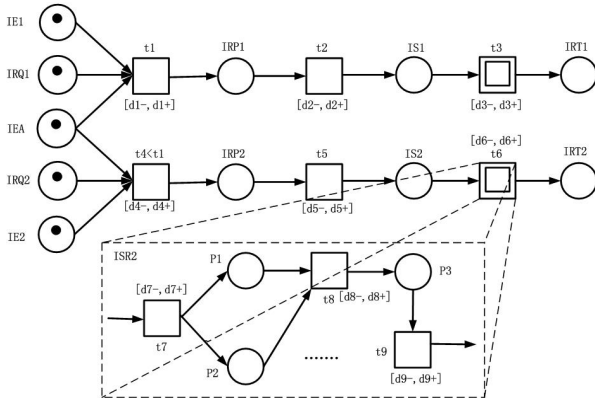 IE1
t1
IRP1
t2
IS1
t3
IRT1
IRQ1
[d1-, d1+]
[d2-, d2+]
[d3-, d3+]
IEA
[d6-, d6+]
t4<t1
IRP2
t5
IS2
t6
IRT2
IRQ2
[d4-, d4+]
[d5-, d5+]
IE2
ISR2
P1
P3
[d7-, d7+]
t8
[d8-, d8+]
t7
P2
.......
t9
[d9-, d9+]